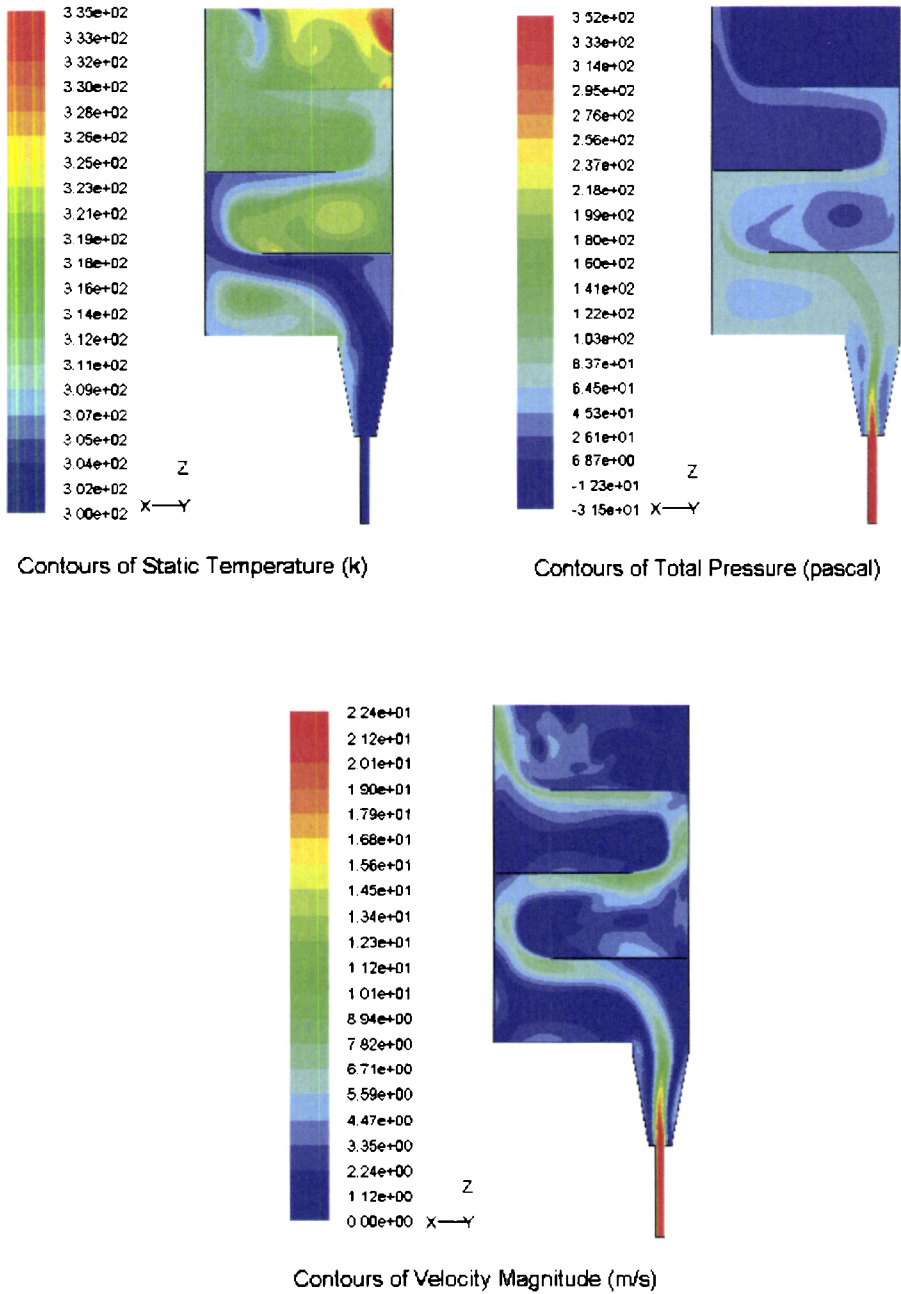 3.35e+02
3.33e+02
3.32e+02
3.30e+02
3.28e+02
3.26e+02
3.25e+02
3.23e+02
3.21e+02
3.19e+02
3.18e+02
3.16e+02
3.14e+02
3.12e+02
3.11e+02
3.09e+02
3.07e+02
3.05e+02
3.04e+02
3.02e+02
3.00e+02
Z
X
Y
Contours of Static Temperature (k)
3.52e+02
3.33e+02
3.14e+02
2.95e+02
2.76e+02
2.56e+02
2.37e+02
2.18e+02
1.99e+02
1.80e+02
1.60e+02
1.41e+02
1.22e+02
1.03e+02
8.37e+01
6.45e+01
4.53e+01
2.61e+01
6.87e+00
-1.23e+01
-3.15e+01
Z
X
Y
Contours of Total Pressure (pascal)
2.24e+01
2.12e+01
2.01e+01
1.90e+01
1.79e+01
1.68e+01
1.56e+01
1.45e+01
1.34e+01
1.23e+01
1.12e+01
1.01e+01
8.94e+00
7.82e+00
6.71e+00
5.59e+00
4.47e+00
3.35e+00
2.24e+00
1.12e+00
0.00e+00
Z
X
Y
Contours of Velocity Magnitude (m/s)